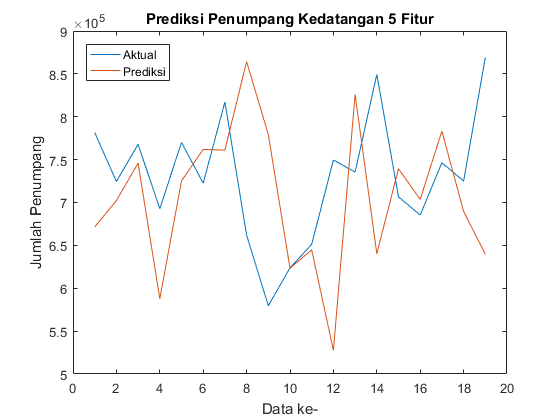 Prediksi Penumpang Kedatangan 5 Fitur
×10⁵
Aktual
Prediksi
9
8.5
8
7.5
7
6.5
6
5.5
5
Jumlah Penumpang
0 2 4 6 8 10 12 14 16 18 20
Data ke-